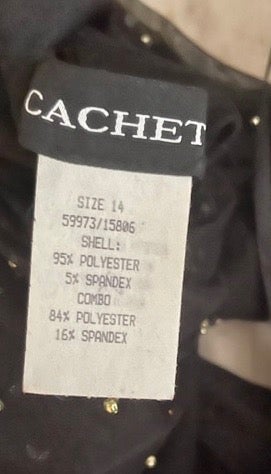 CACHET
SIZE 14
59973/15806
SHELL:
95% POLYESTER
5% SPANDEX
COMBO
84% POLYESTER
16% SPANDEX